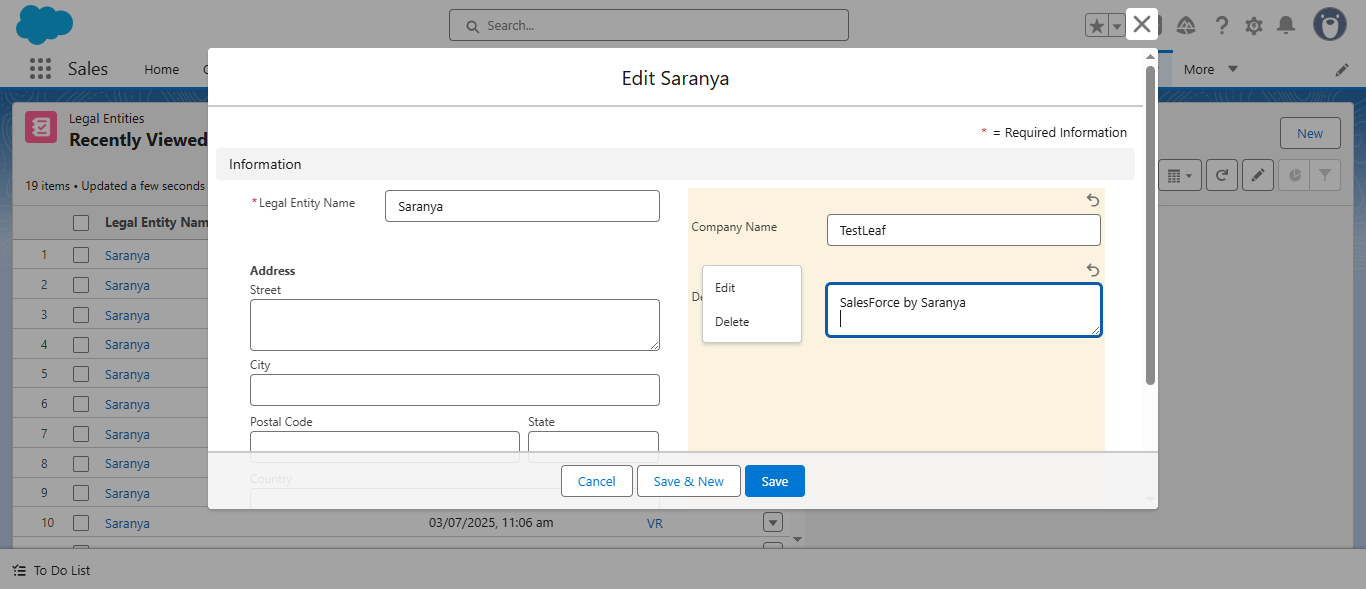 Search...
Sales
Home
More
Edit Saranya
Legal Entities
Recently Viewed
New
19 items • Updated a few seconds
* = Required Information
Information
Legal Entity Nam
* Legal Entity Name
Saranya
Company Name
TestLeaf
De
SalesForce by Saranya
Edit
Delete
Address
Street
City
Postal Code
State
Country
1 Saranya
2 Saranya
3 Saranya
4 Saranya
5 Saranya
6 Saranya
7 Saranya
8 Saranya
9 Saranya
10 Saranya 03/07/2025, 11:06 am VR
Cancel
Save & New
Save
To Do List